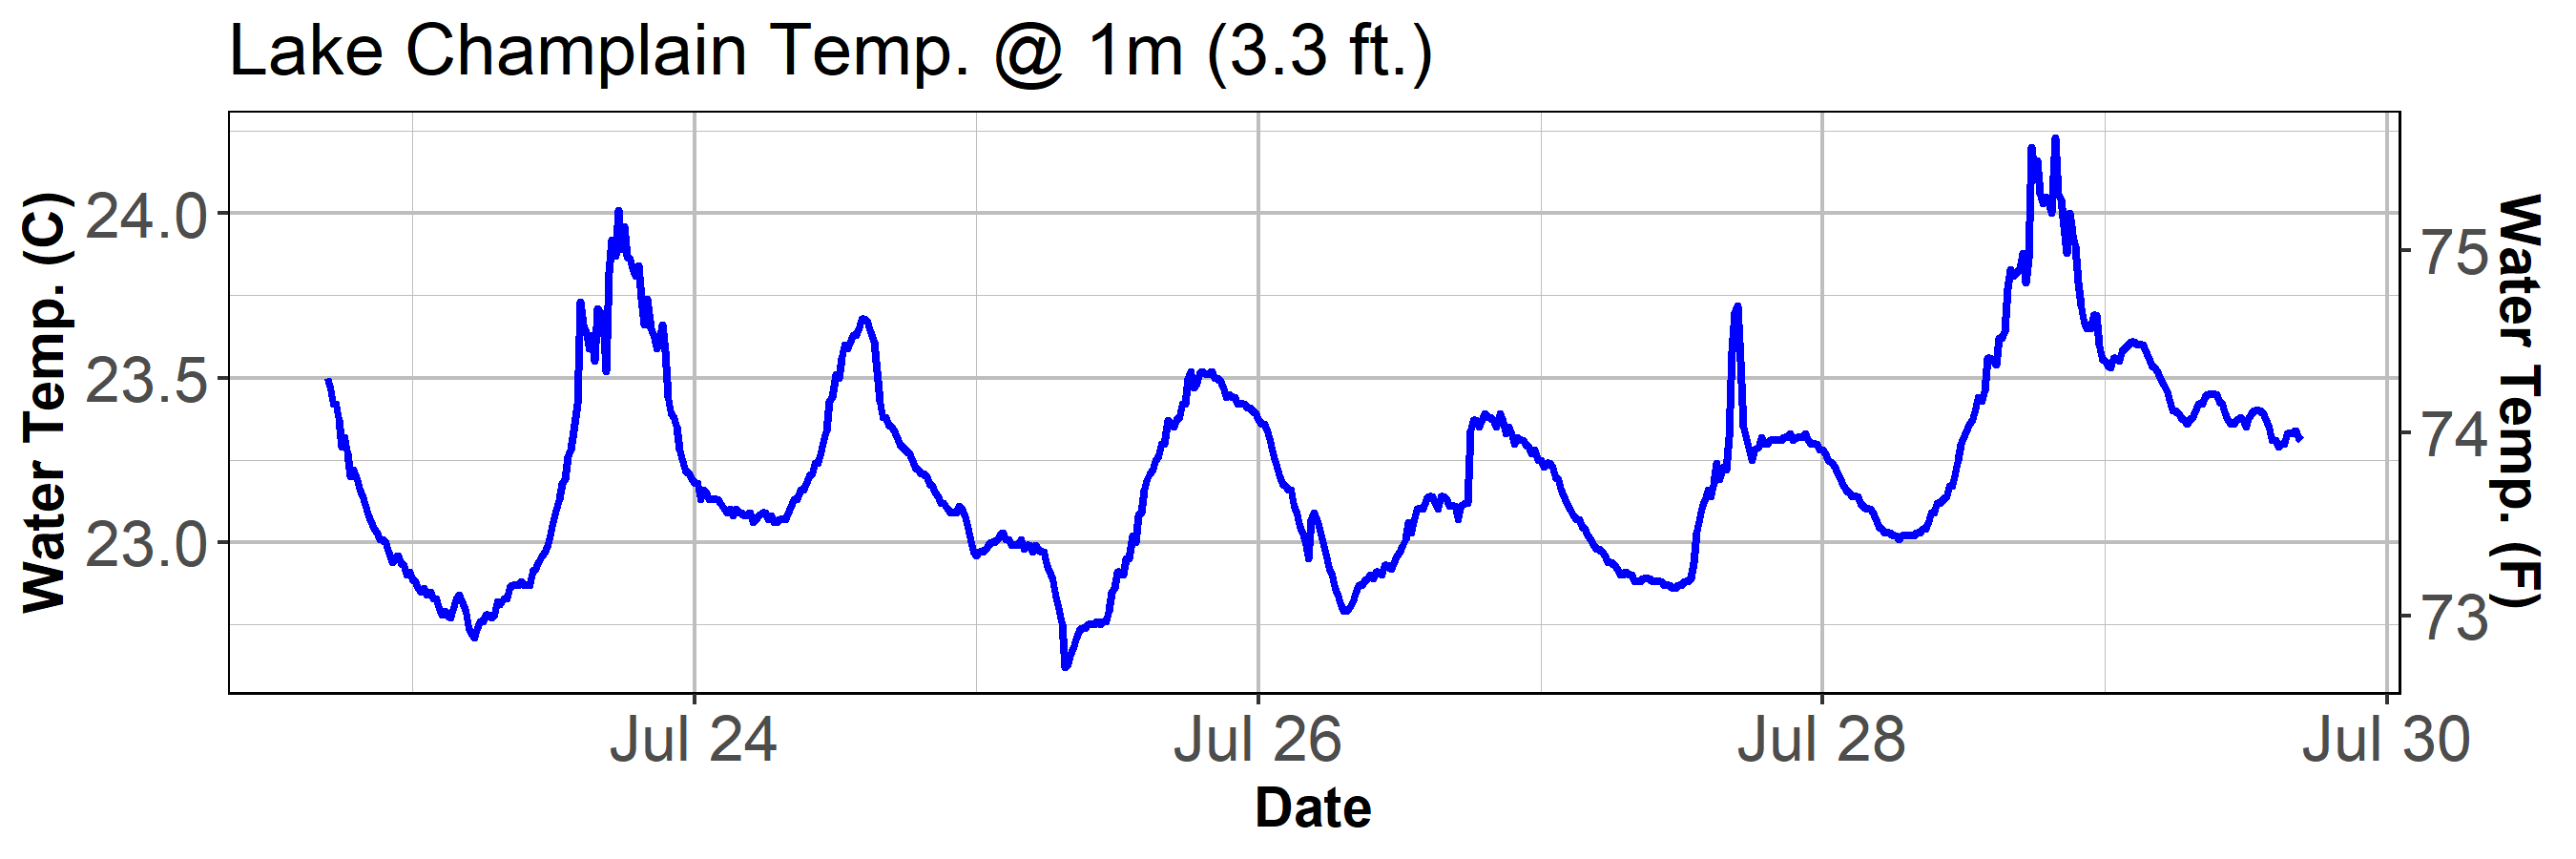 Lake Champlain Temp. @ 1m (3.3 ft.)
Water Temp. (C)
24.0
23.5
23.0
75
74
73
Water Temp. (F)
Jul 24 Jul 26 Jul 28 Jul 30
Date